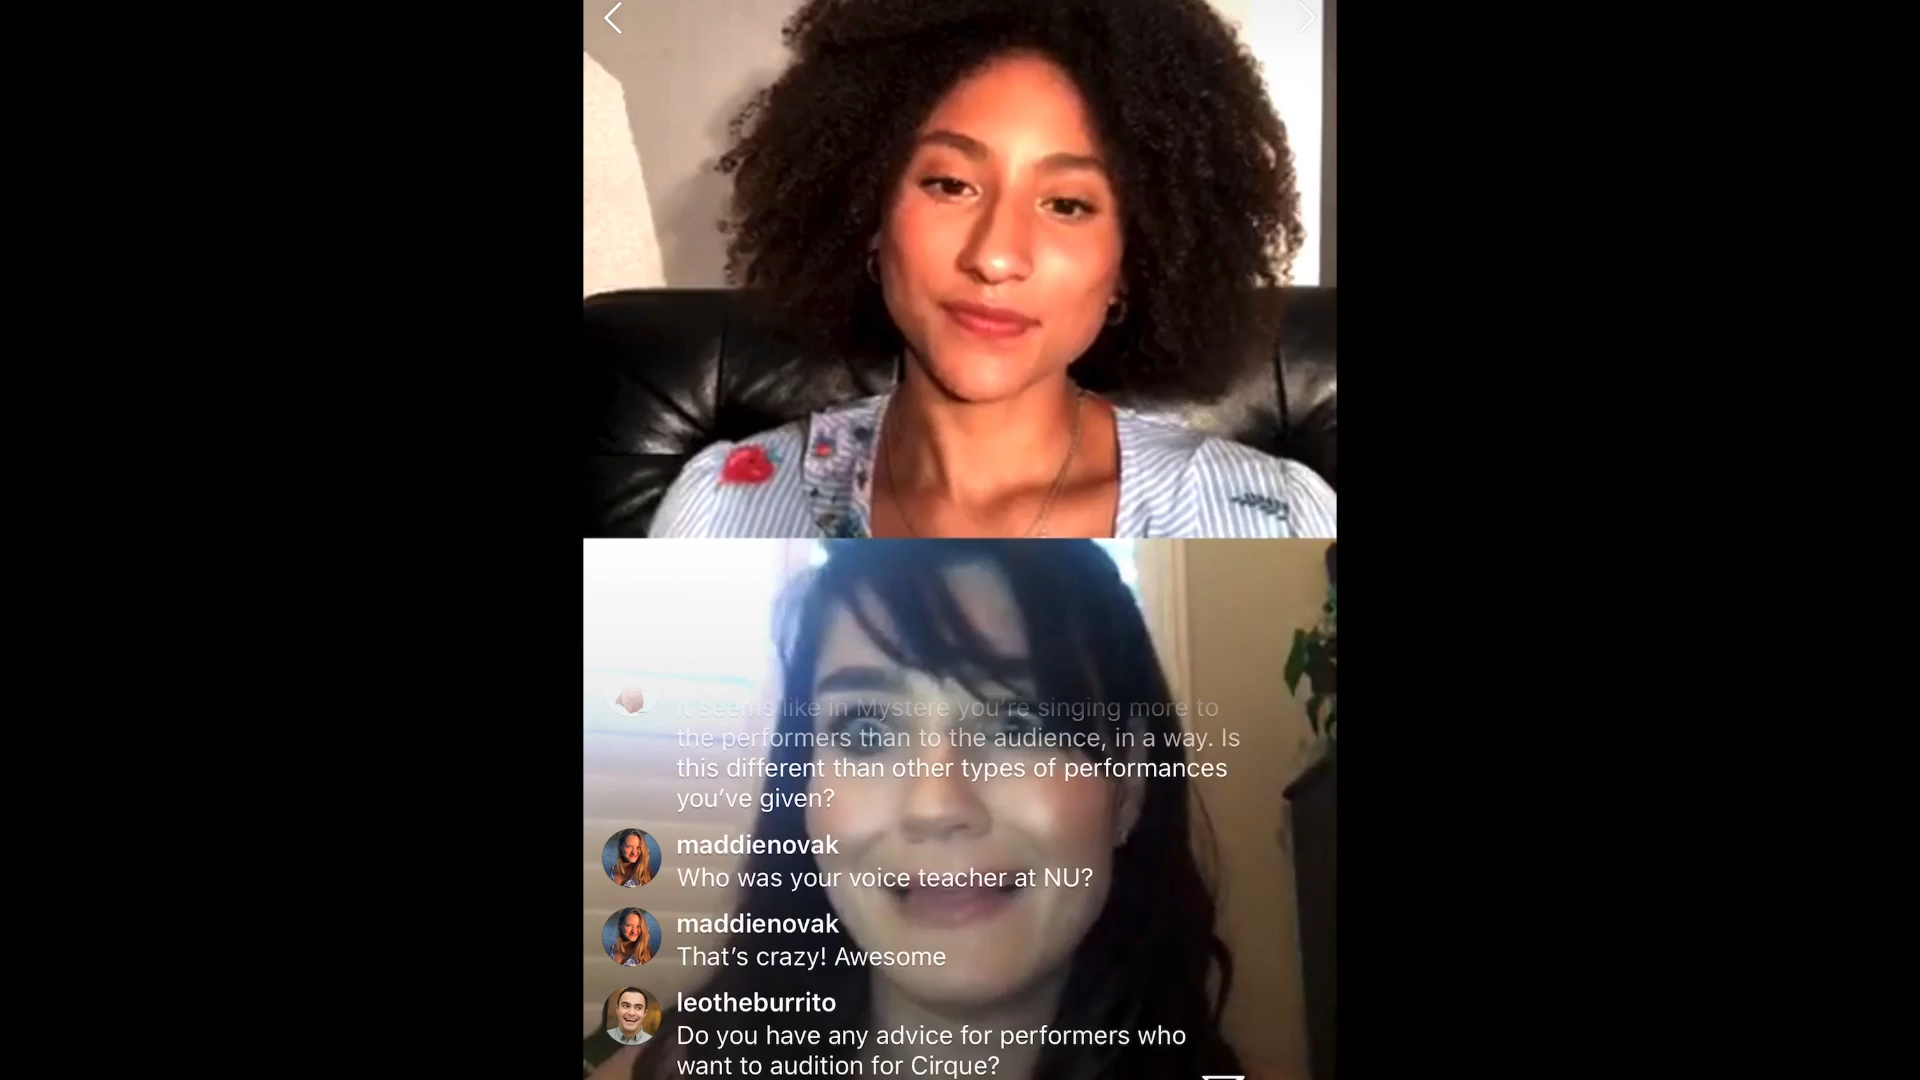 It seems like in Mystere you're singing more to
the performers than to the audience, in a way. Is
this different than other types of performances
you've given?
maddienovak
Who was your voice teacher at NU?
maddienovak
That's crazy! Awesome
leotheburrito
Do you have any advice for performers who
want to audition for Cirque?